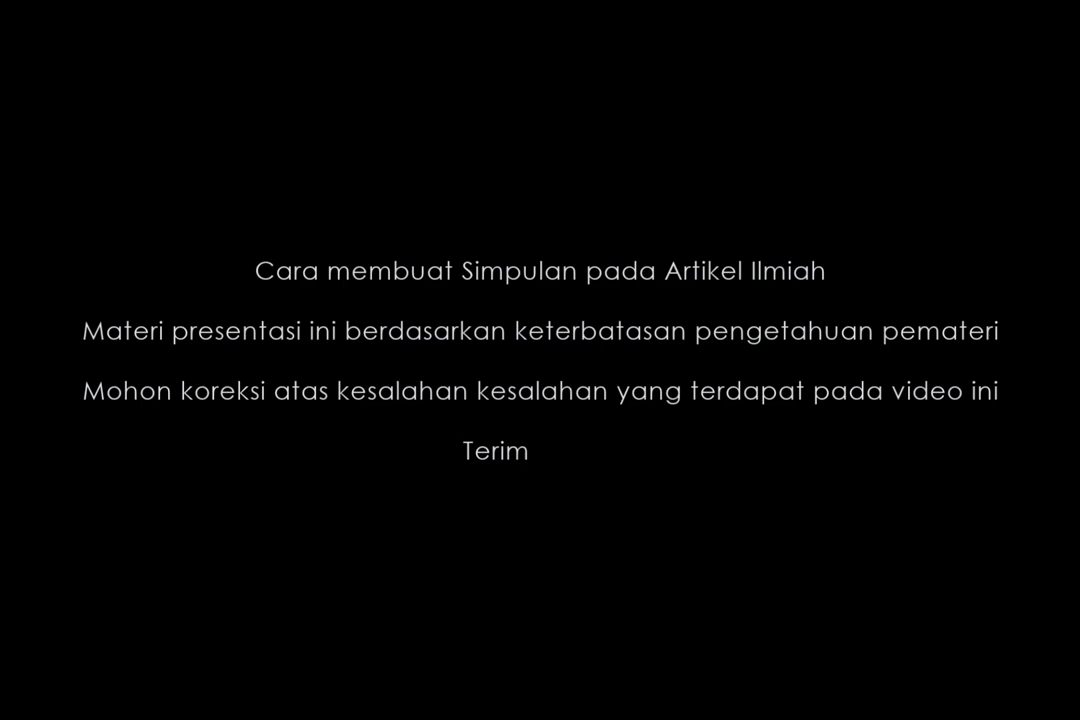 Cara membuat Simpulan pada Artikel Ilmiah
Materi presentasi ini berdasarkan keterbatasan pengetahuan pemateri
Mohon koreksi atas kesalahan kesalahan yang terdapat pada video ini
Terim